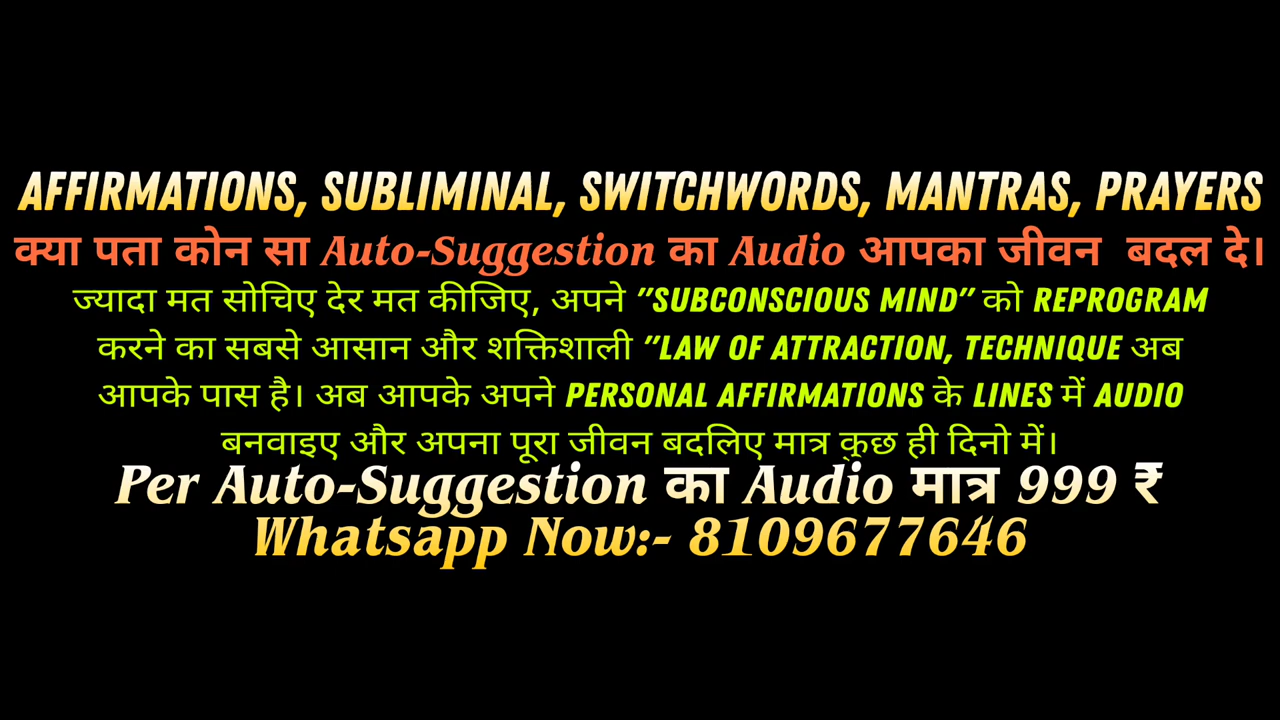 AFFIRMATIONS, SUBLIMINAL, SWITCHWORDS, MANTRAS, PRAYERS
क्या पता कोन सा Auto-Suggestion का Audio आपका जीवन बदल दे।
ज्यादा मत सोचिए देर मत कीजिए, अपने "SUBCONSCIOUS MIND" को REPROGRAM
करने का सबसे आसान और शक्तिशाली "LAW OF ATTRACTION, TECHNIQUE अब
आपके पास है। अब आपके अपने PERSONAL AFFIRMATIONS के LINES में AUDIO
बनवाइए और अपना पूरा जीवन बदलिए मात्र कुछ ही दिनो में।
Per Auto-Suggestion का Audio मात्र 999 ₹
Whatsapp Now:- 8109677646